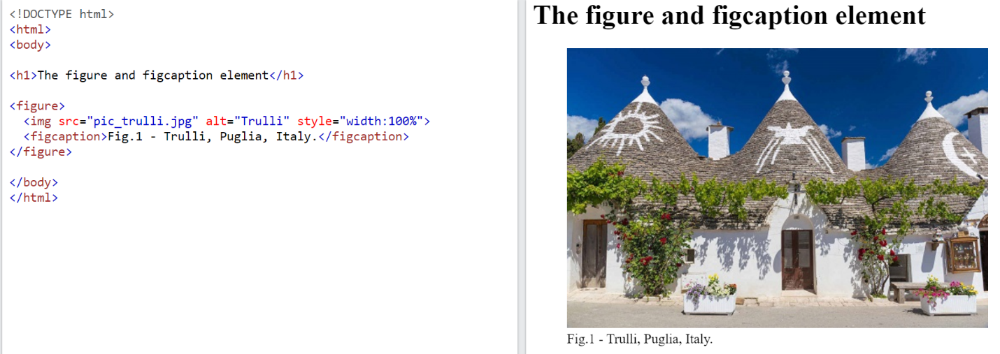 <!DOCTYPE html>
<html>
<body>
<h1>The figure and figcaption element</h1>
<figure>
  <img src="pic_trulli.jpg" alt="Trulli" style="width:100%">
  <figcaption>Fig.1 - Trulli, Puglia, Italy.</figcaption>
</figure>
</body>
</html>
The figure and figcaption element
Fig.1 - Trulli, Puglia, Italy.